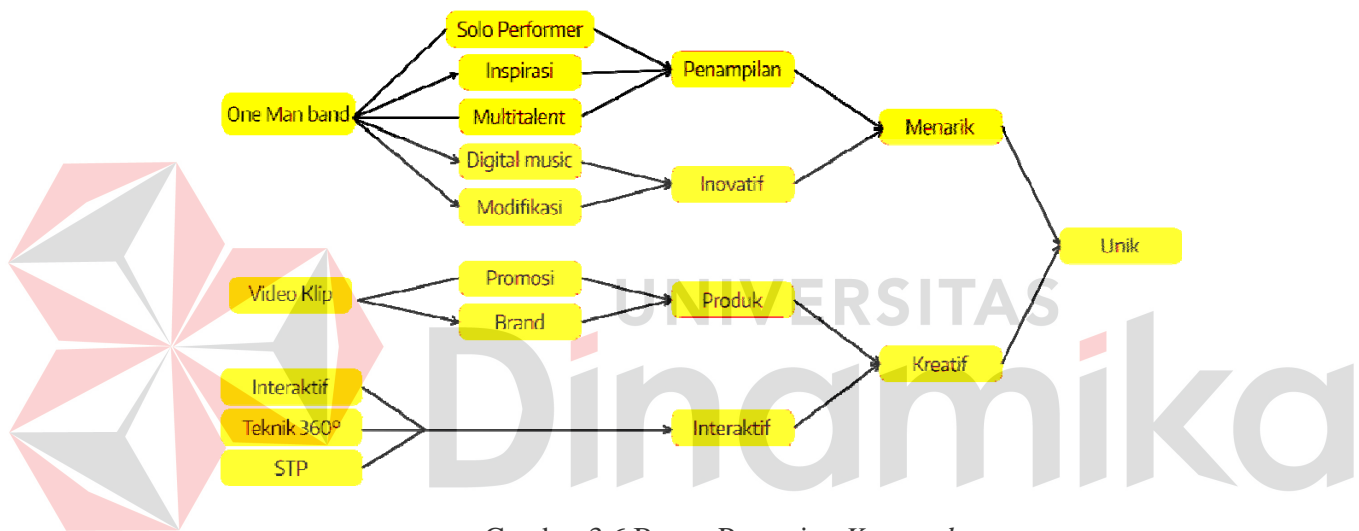 Solo Performer
Inspirasi
Multitalent
Digital music
Modifikasi
One Man band
Penampilan
Inovatif
Menarik
Unik
Video Klip
Promosi
Brand
Produk
Kreatif
Interaktif
Teknik 360°
STP
Interaktif
UNIVERSITAS
Dinamika